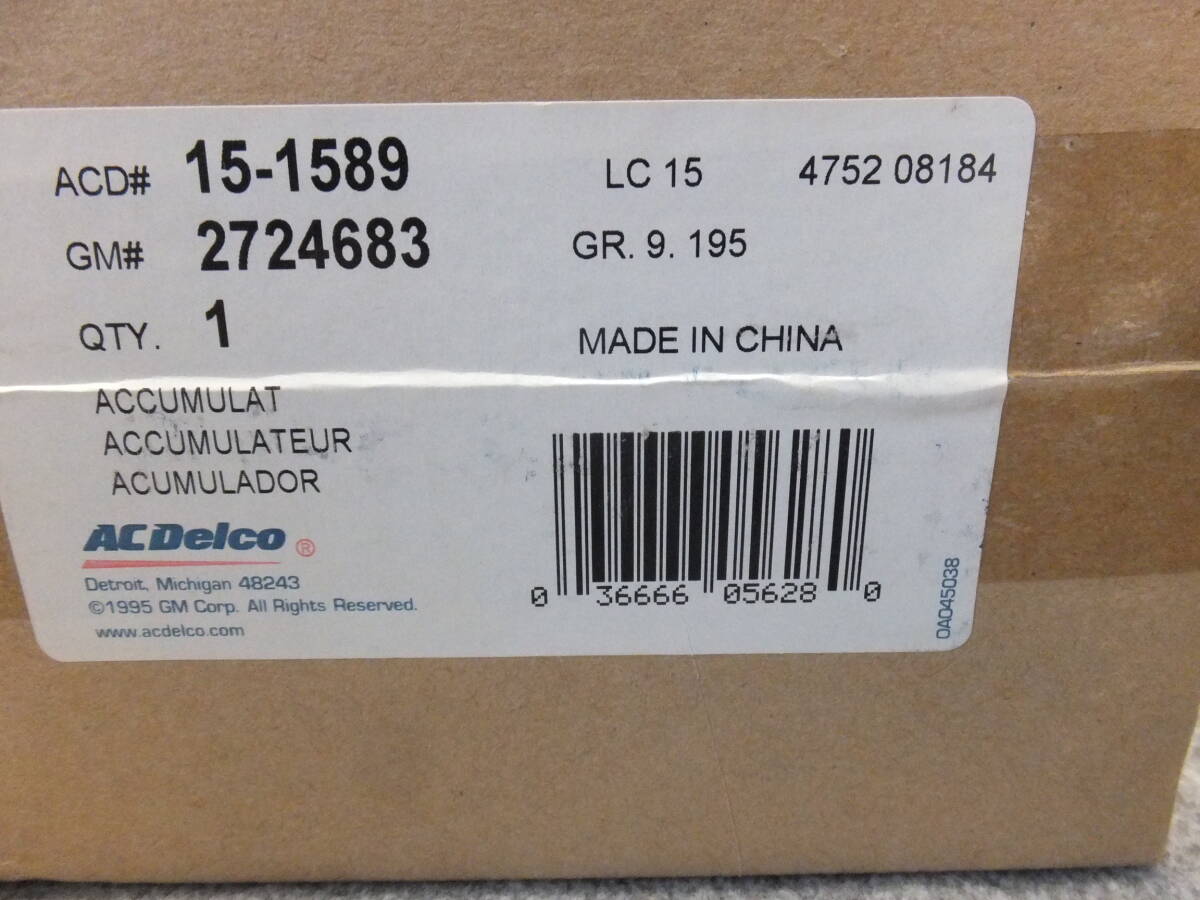 ACD# 15-1589 LC 15 4752 08184
GM# 2724683 GR. 9. 195
QTY. 1 MADE IN CHINA
ACCUMULAT
ACCUMULATEUR
ACUMULADOR
ACDelco ®
Detroit, Michigan 48243
©1995 GM Corp. All Rights Reserved.
www.acdelco.com
0 36666 05628 0
0A045038